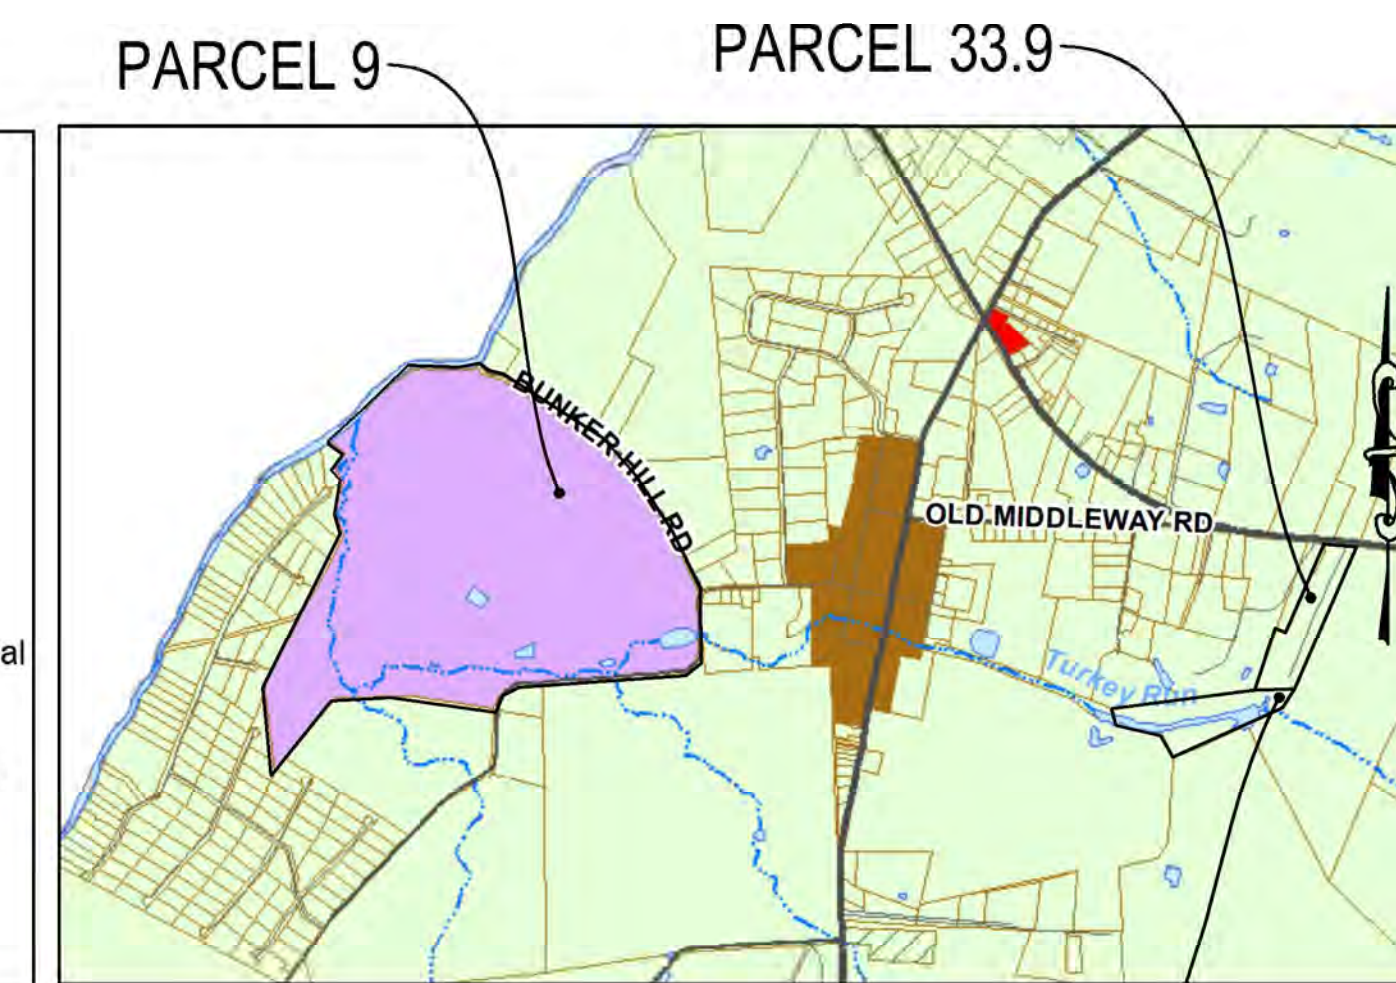 PARCEL 9
PARCEL 33.9
BUNKER HILL RD
OLD MIDDLEWAY RD
al
Turkey Run